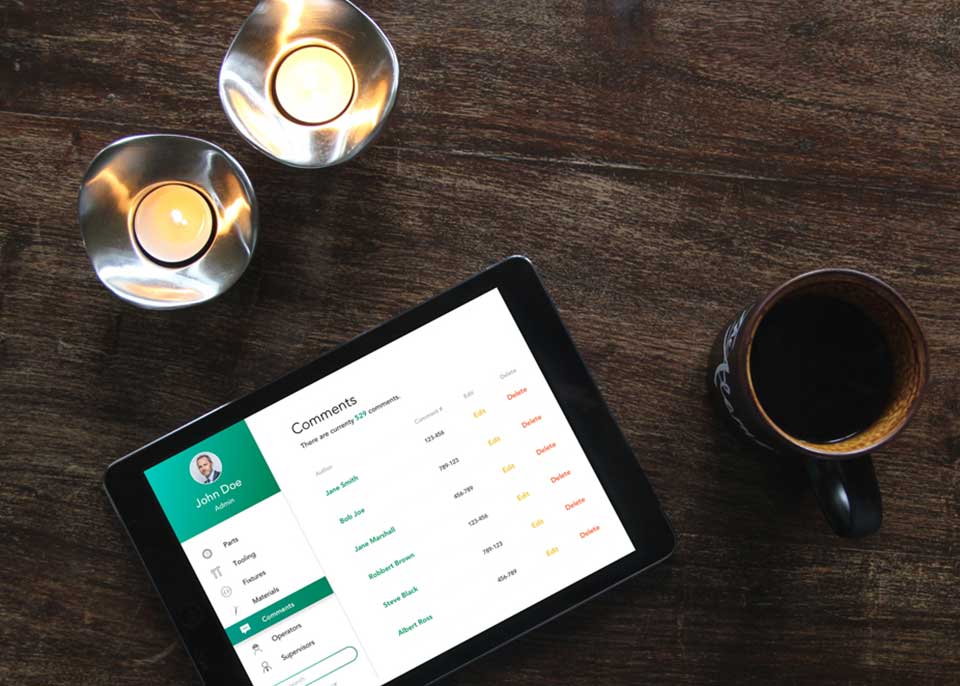 John Doe
Admin
Parts
Tooling
Fixtures
Materials
Comments
Operators
Supervisors
Comments
There are currenty 529 comments.
Author Comment # Edit Delete
Jane Smith 123-456 Edit Delete
Bob Joe 789-123 Edit Delete
Jane Marshall 456-789 Edit Delete
Robbert Brown 123-456 Edit Delete
Steve Black 789-123 Edit Delete
Albert Ross 456-789 Edit Delete